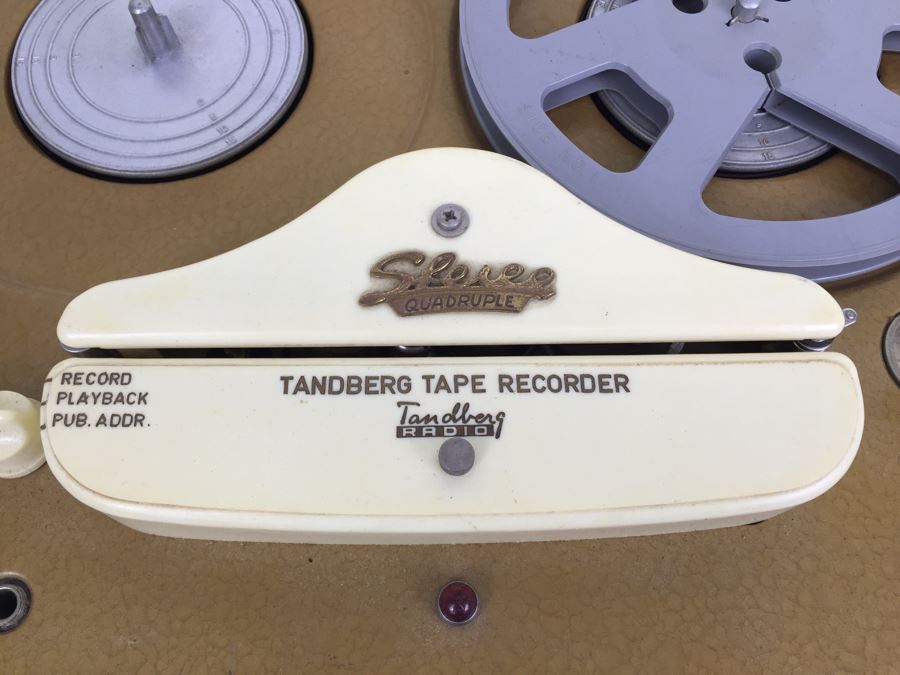 Stereo
QUADRUPLE
RECORD
PLAYBACK
PUB. ADDR.
TANDBERG TAPE RECORDER
Tandberg
RADIO